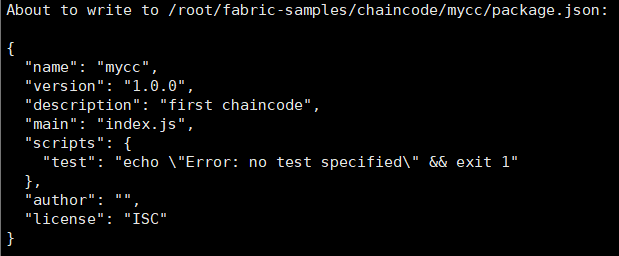 About to write to /root/fabric-samples/chaincode/mycc/package.json:
{
  "name": "mycc",
  "version": "1.0.0",
  "description": "first chaincode",
  "main": "index.js",
  "scripts": {
    "test": "echo \"Error: no test specified\" && exit 1"
  },
  "author": "",
  "license": "ISC"
}